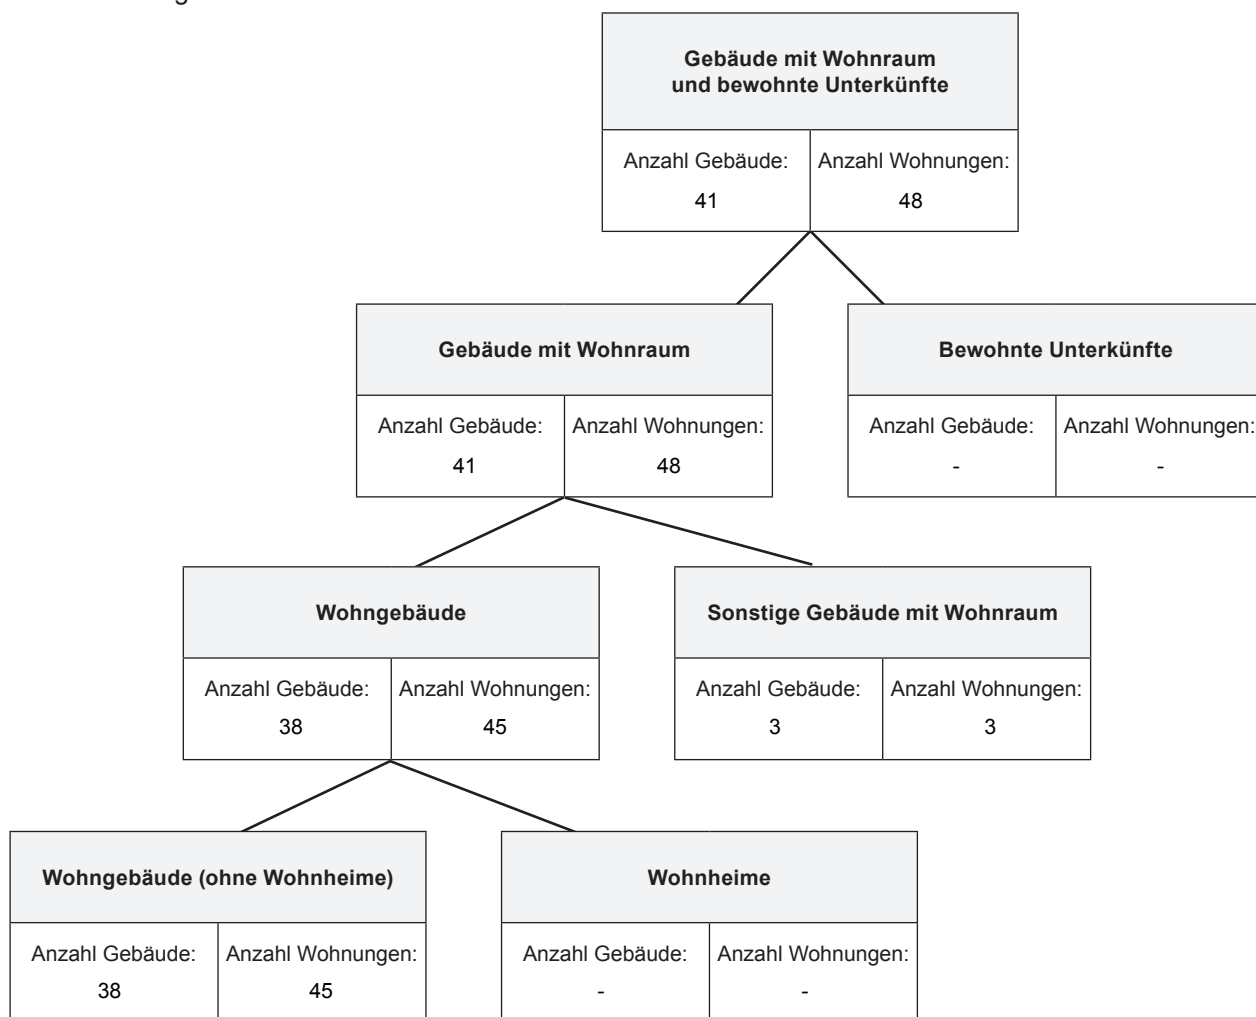 Gebäude mit Wohnraum
und bewohnte Unterkünfte
Anzahl Gebäude: Anzahl Wohnungen:
41 48
Gebäude mit Wohnraum Bewohnte Unterkünfte
Anzahl Gebäude: Anzahl Wohnungen: Anzahl Gebäude: Anzahl Wohnungen:
41 48 - -
Wohngebäude Sonstige Gebäude mit Wohnraum
Anzahl Gebäude: Anzahl Wohnungen: Anzahl Gebäude: Anzahl Wohnungen:
38 45 3 3
Wohngebäude (ohne Wohnheime) Wohnheime
Anzahl Gebäude: Anzahl Wohnungen: Anzahl Gebäude: Anzahl Wohnungen:
38 45 - -